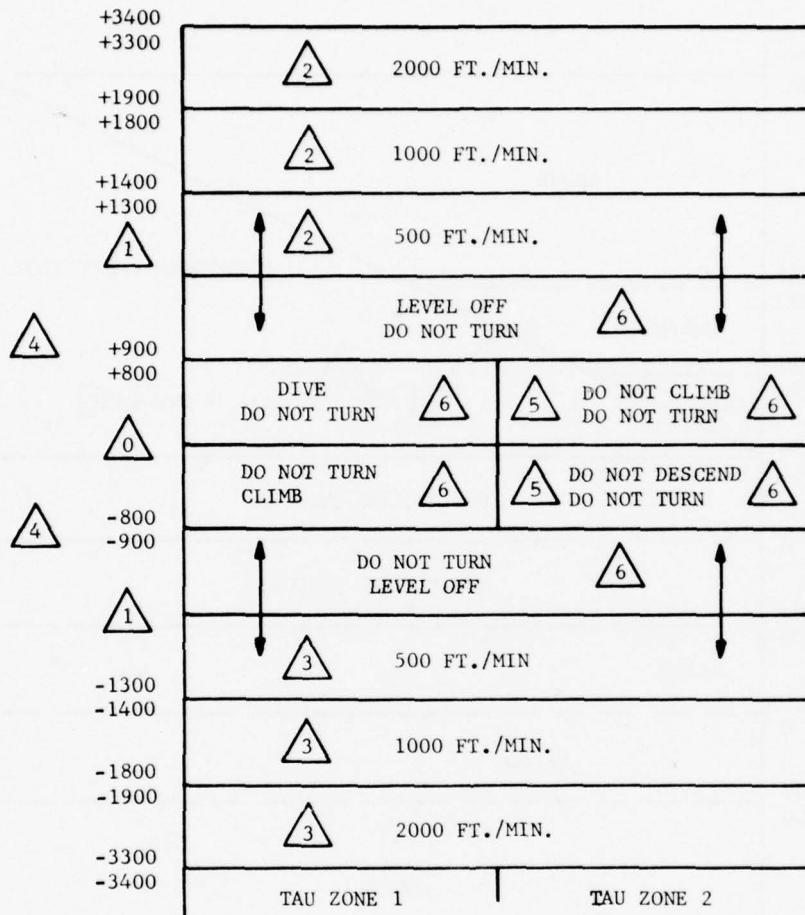 +3400
+3300
2 2000 FT./MIN.
+1900
+1800
2 1000 FT./MIN.
+1400
+1300
1 2 500 FT./MIN.
LEVEL OFF
DO NOT TURN 6
4
+900
+800
DIVE
DO NOT TURN 6
5 DO NOT CLIMB
DO NOT TURN 6
0
DO NOT TURN
CLIMB 6
5 DO NOT DESCEND
DO NOT TURN 6
-800
4
-900
DO NOT TURN
LEVEL OFF 6
1
3 500 FT./MIN
-1300
-1400
3 1000 FT./MIN.
-1800
-1900
3 2000 FT./MIN.
-3300
-3400
TAU ZONE 1 TAU ZONE 2